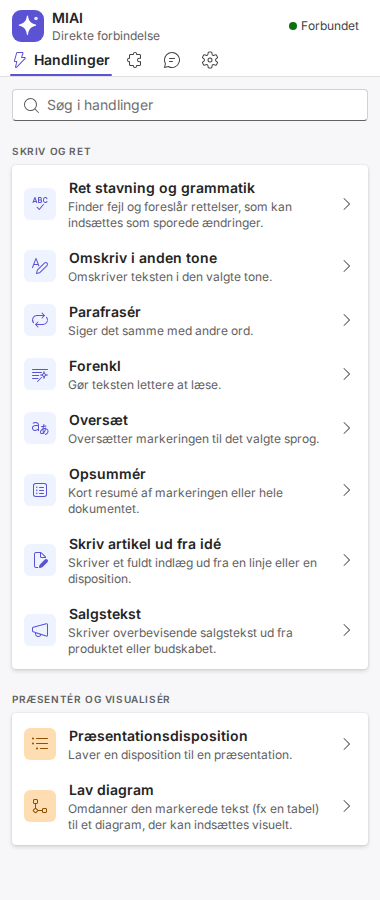 MIAI
Direkte forbindelse
Forbundet
Handlinger
Søg i handlinger
SKRIV OG RET
ABC
Ret stavning og grammatik
Finder fejl og foreslår rettelser, som kan
indsættes som sporede ændringer.
Omskriv i anden tone
Omskriver teksten i den valgte tone.
Parafrasér
Siger det samme med andre ord.
Forenkl
Gør teksten lettere at læse.
Oversæt
Oversætter markeringen til det valgte sprog.
Opsummér
Kort resumé af markeringen eller hele
dokumentet.
Skriv artikel ud fra idé
Skriver et fuldt indlæg ud fra en linje eller en
disposition.
Salgstekst
Skriver overbevisende salgstekst ud fra
produktet eller budskabet.
PRÆSENTÉR OG VISUALISÉR
Præsentationsdisposition
Laver en disposition til en præsentation.
Lav diagram
Omdanner den markerede tekst (fx en tabel)
til et diagram, der kan indsættes visuelt.